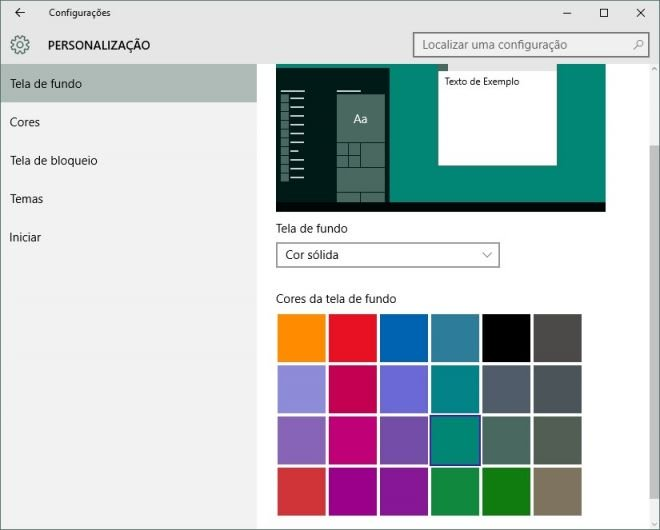 Configurações
PERSONALIZAÇÃO
Localizar uma configuração
Tela de fundo
Cores
Tela de bloqueio
Temas
Iniciar
Texto de Exemplo
Aa
Tela de fundo
Cor sólida
Cores da tela de fundo